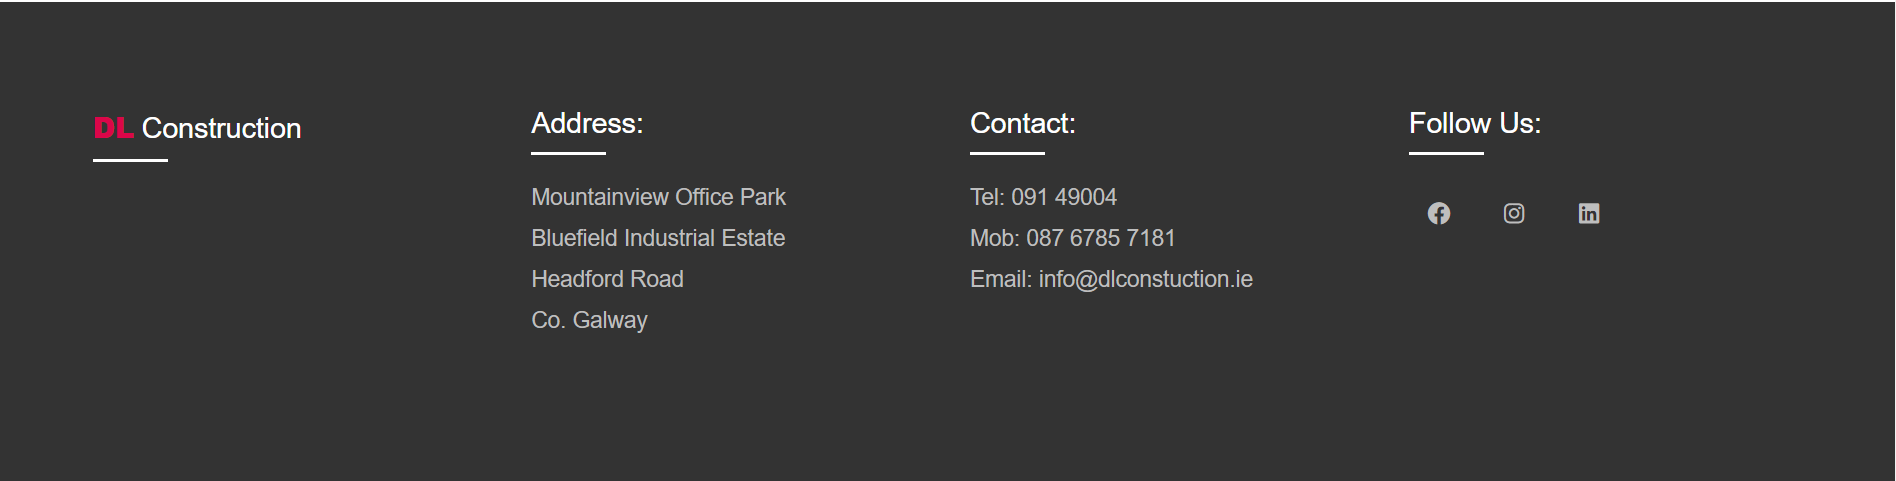 DL Construction
Address:
Mountainview Office Park
Bluefield Industrial Estate
Headford Road
Co. Galway
Contact:
Tel: 091 49004
Mob: 087 6785 7181
Email: info@dlconstuction.ie
Follow Us: